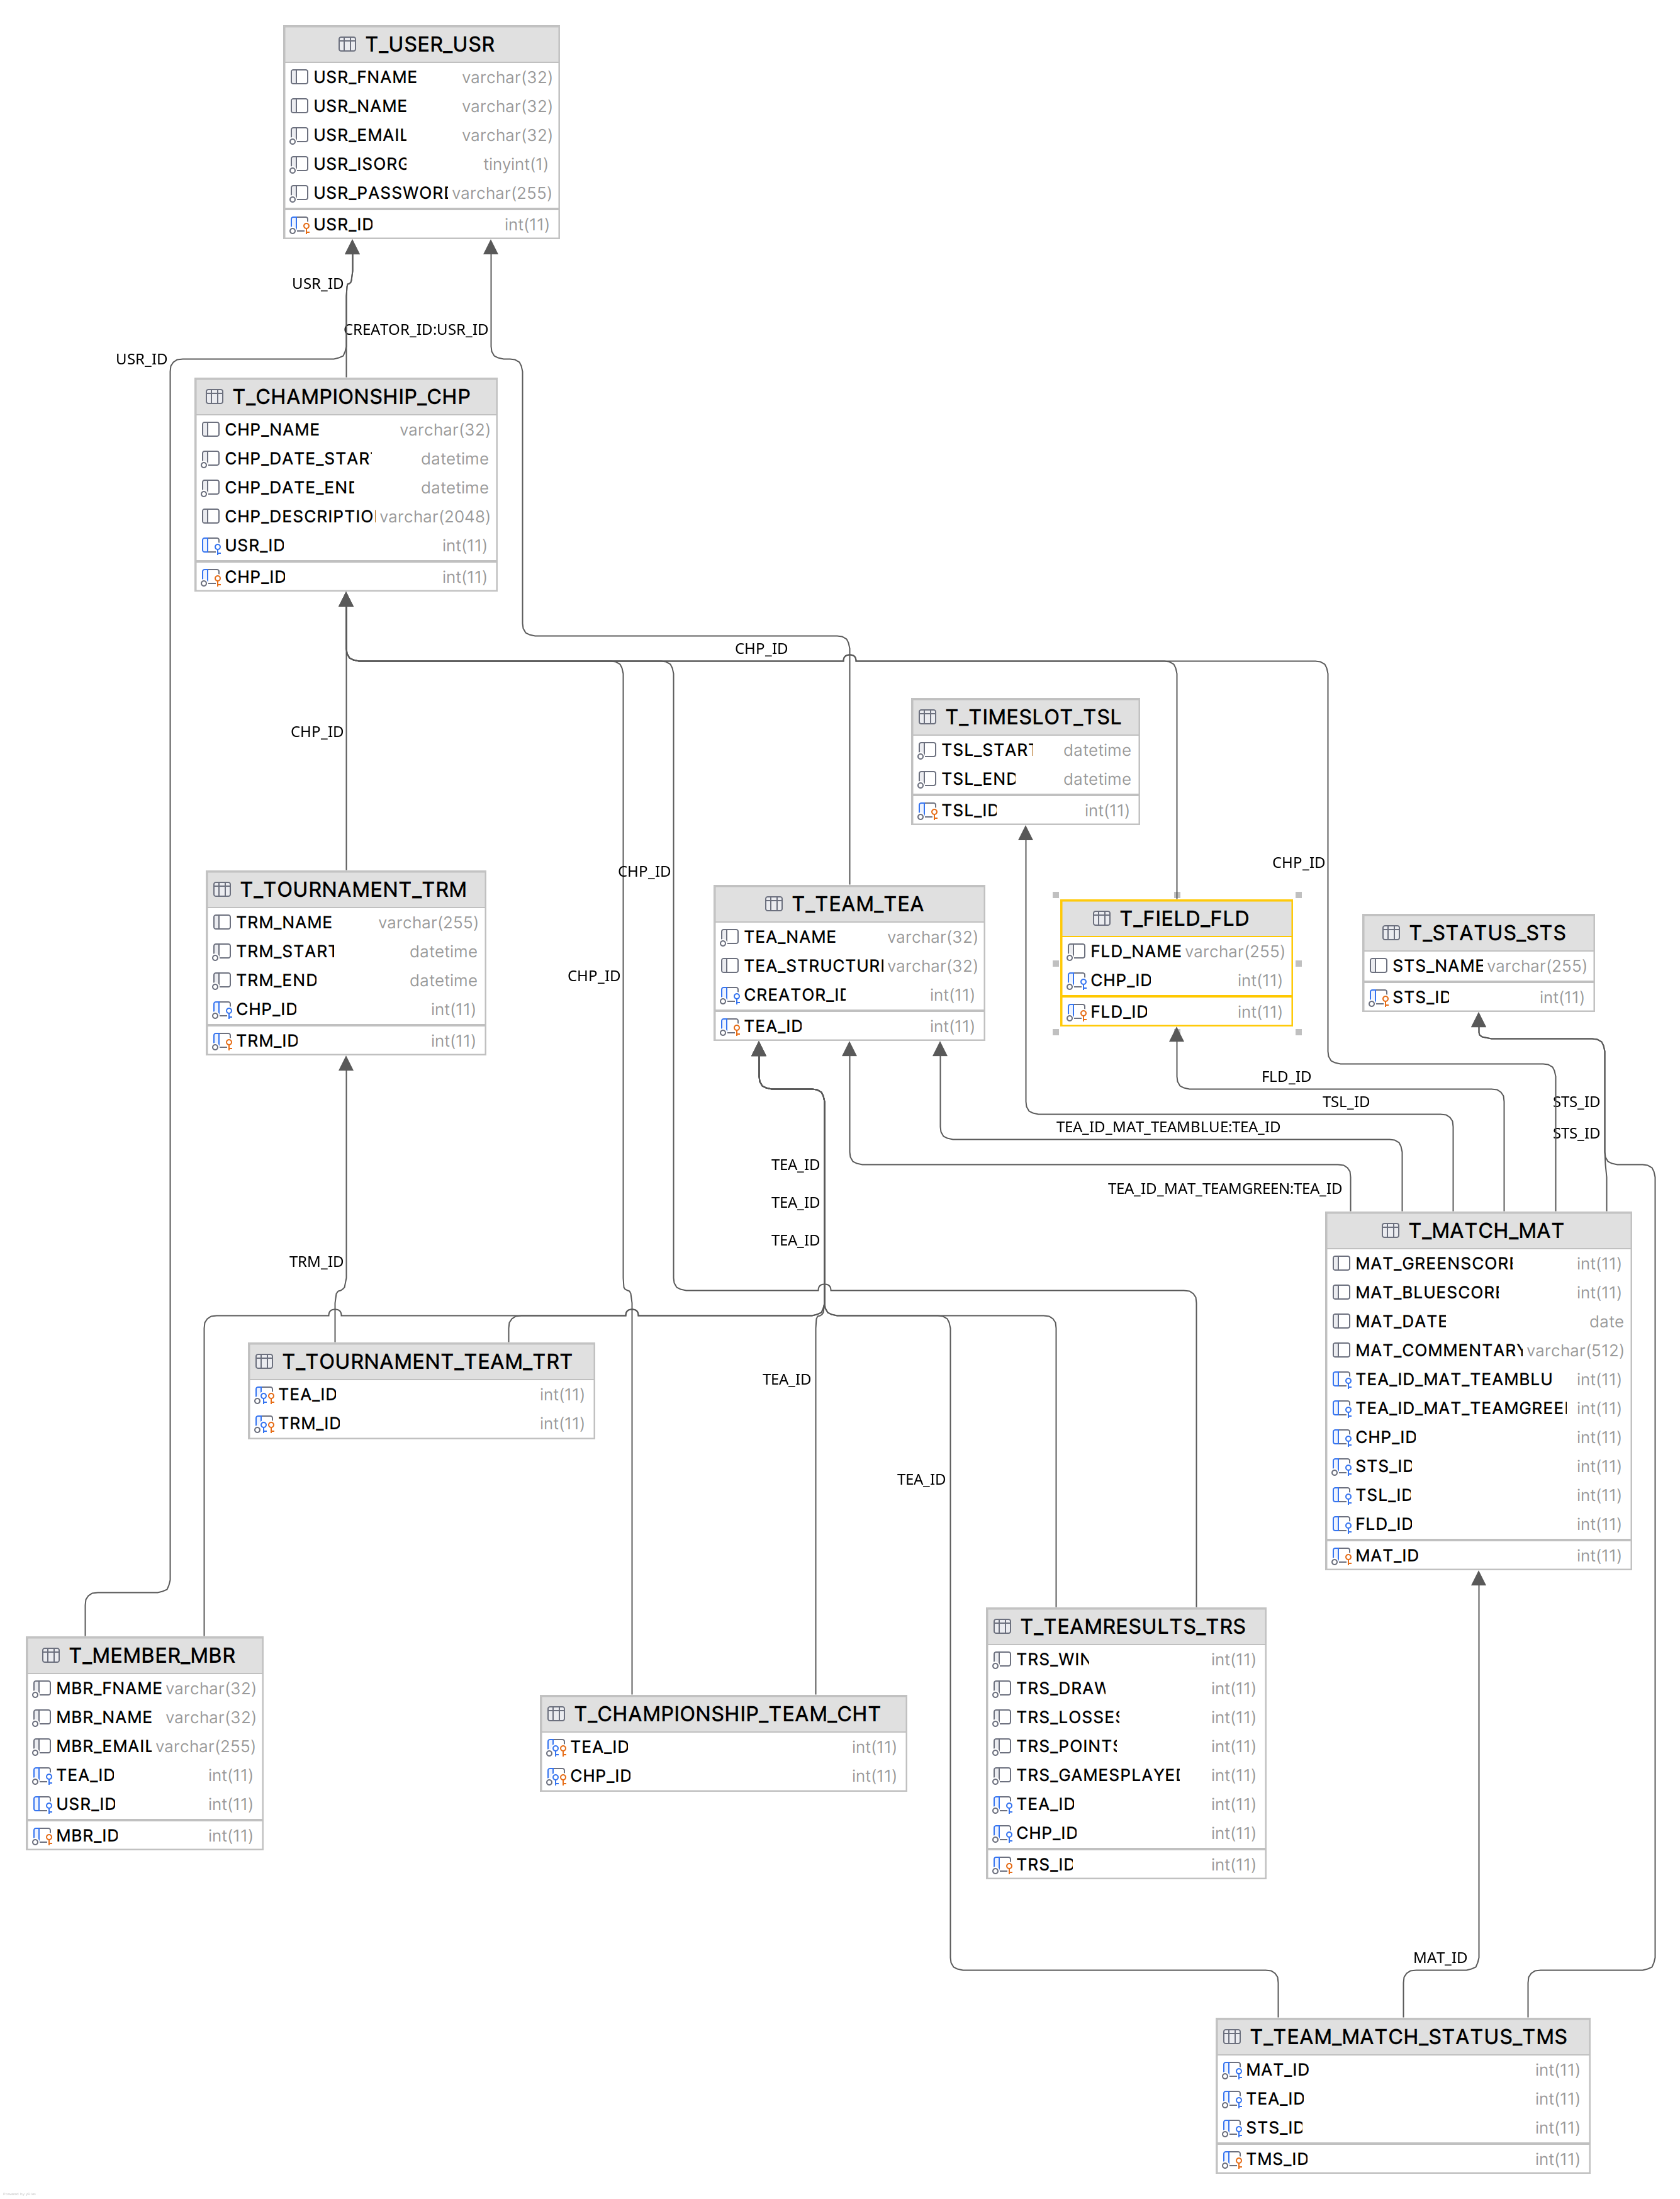 T_USER_USR
USR_FNAME varchar(32)
USR_NAME varchar(32)
USR_EMAIL varchar(32)
USR_ISORG tinyint(1)
USR_PASSWORD varchar(255)
USR_ID int(11)
USR_ID
CREATOR_ID:USR_ID
USR_ID
T_CHAMPIONSHIP_CHP
CHP_NAME varchar(32)
CHP_DATE_START datetime
CHP_DATE_END datetime
CHP_DESCRIPTIO varchar(2048)
USR_ID int(11)
CHP_ID int(11)
CHP_ID
CHP_ID
CHP_ID
CHP_ID
CHP_ID
T_TIMESLOT_TSL
TSL_START datetime
TSL_END datetime
TSL_ID int(11)
T_TOURNAMENT_TRM
TRM_NAME varchar(255)
TRM_START datetime
TRM_END datetime
CHP_ID int(11)
TRM_ID int(11)
T_TEAM_TEA
TEA_NAME varchar(32)
TEA_STRUCTURI varchar(32)
CREATOR_ID int(11)
TEA_ID int(11)
T_FIELD_FLD
FLD_NAME varchar(255)
CHP_ID int(11)
FLD_ID int(11)
T_STATUS_STS
STS_NAME varchar(255)
STS_ID int(11)
FLD_ID
TSL_ID
STS_ID
TEA_ID_MAT_TEAMBLUE:TEA_ID
STS_ID
TEA_ID
TEA_ID_MAT_TEAMGREEN:TEA_ID
TEA_ID
TEA_ID
TRM_ID
T_MATCH_MAT
MAT_GREENSCORE int(11)
MAT_BLUESCORE int(11)
MAT_DATE date
MAT_COMMENTARY varchar(512)
TEA_ID_MAT_TEAMBLU int(11)
TEA_ID_MAT_TEAMGREEI int(11)
CHP_ID int(11)
STS_ID int(11)
TSL_ID int(11)
FLD_ID int(11)
MAT_ID int(11)
T_TOURNAMENT_TEAM_TRT
TEA_ID int(11)
TRM_ID int(11)
TEA_ID
TEA_ID
T_MEMBER_MBR
MBR_FNAME varchar(32)
MBR_NAME varchar(32)
MBR_EMAIL varchar(255)
TEA_ID int(11)
USR_ID int(11)
MBR_ID int(11)
T_CHAMPIONSHIP_TEAM_CHT
TEA_ID int(11)
CHP_ID int(11)
T_TEAMRESULTS_TRS
TRS_WIN int(11)
TRS_DRAW int(11)
TRS_LOSSES int(11)
TRS_POINTS int(11)
TRS_GAMESPLAYED int(11)
TEA_ID int(11)
CHP_ID int(11)
TRS_ID int(11)
MAT_ID
T_TEAM_MATCH_STATUS_TMS
MAT_ID int(11)
TEA_ID int(11)
STS_ID int(11)
TMS_ID int(11)